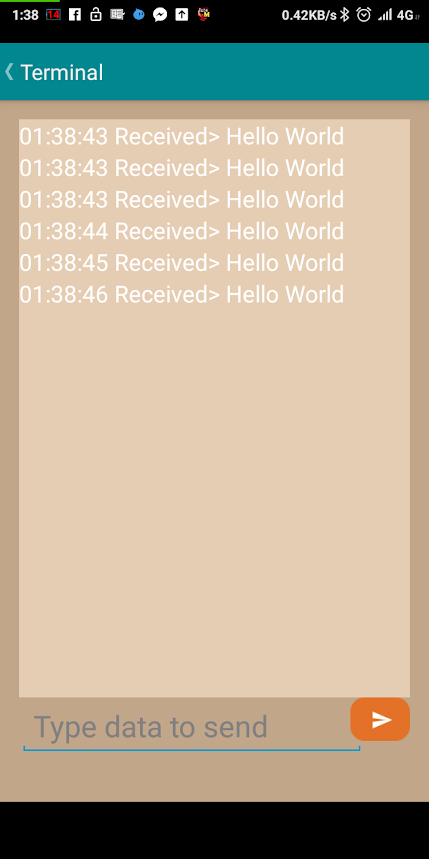 1:38 14 0.42KB/s 4G
Terminal
01:38:43 Received> Hello World
01:38:43 Received> Hello World
01:38:43 Received> Hello World
01:38:44 Received> Hello World
01:38:45 Received> Hello World
01:38:46 Received> Hello World
Type data to send